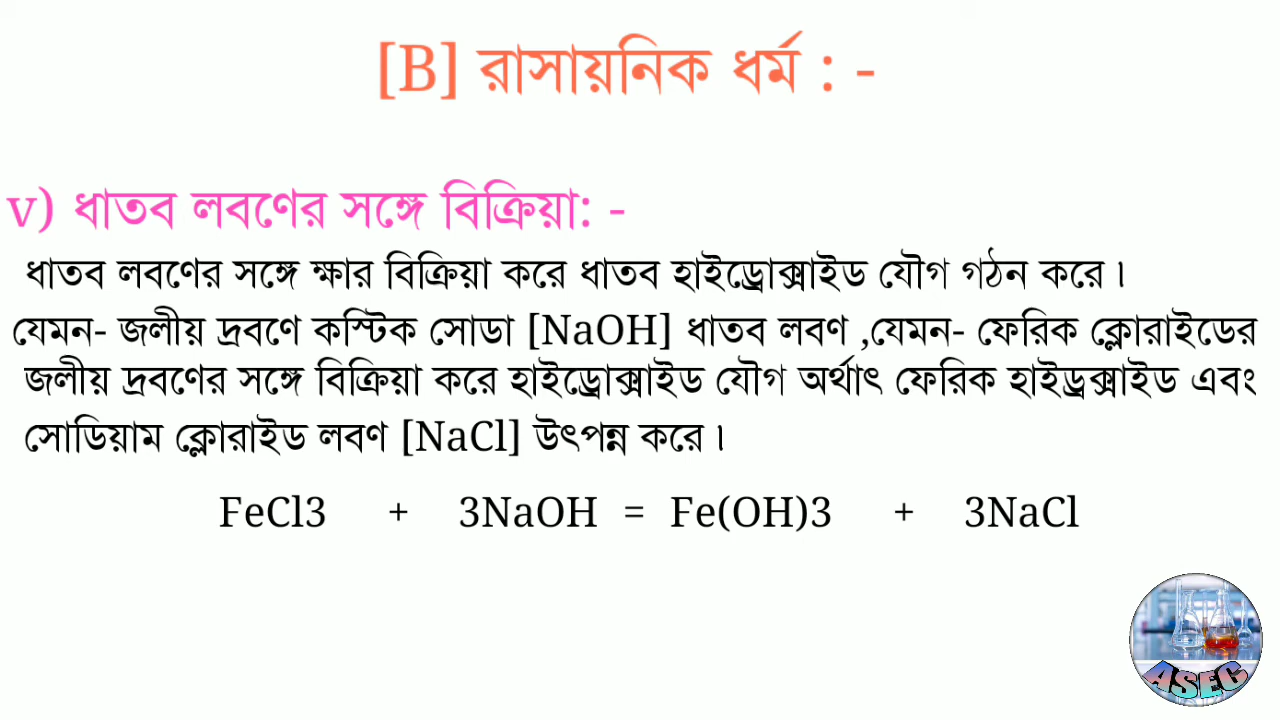 [B] রাসায়নিক ধর্ম : -
v) ধাতব লবণের সঙ্গে বিক্রিয়া: -
ধাতব লবণের সঙ্গে ক্ষার বিক্রিয়া করে ধাতব হাইড্রোক্সাইড যৌগ গঠন করে।
যেমন- জলীয় দ্রবণে কস্টিক সোডা [NaOH] ধাতব লবণ ,যেমন- ফেরিক ক্লোরাইডের
জলীয় দ্রবণের সঙ্গে বিক্রিয়া করে হাইড্রোক্সাইড যৌগ অর্থাৎ ফেরিক হাইড্রক্সাইড এবং
সোডিয়াম ক্লোরাইড লবণ [NaCl] উৎপন্ন করে।
FeCl3 + 3NaOH = Fe(OH)3 + 3NaCl
ASEC